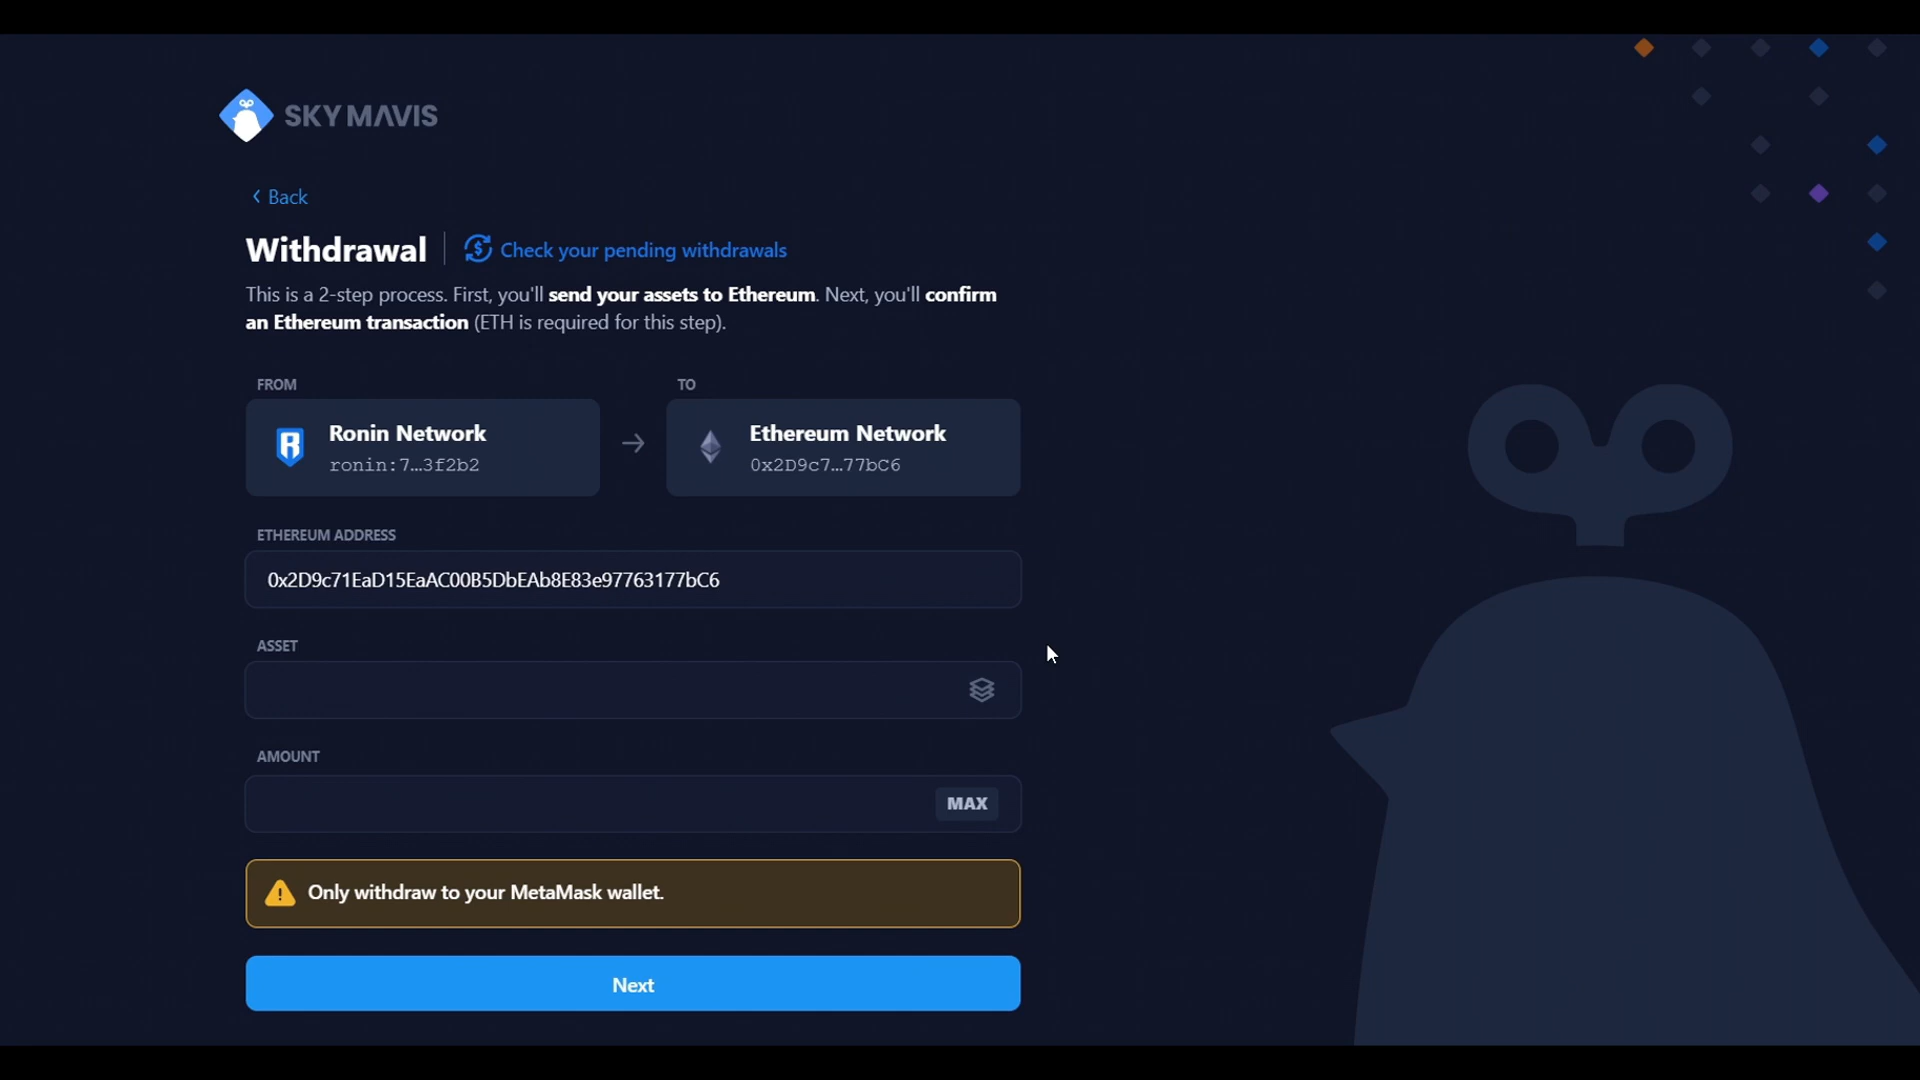 SKY MAVIS
Back
Withdrawal
Check your pending withdrawals
This is a 2-step process. First, you'll send your assets to Ethereum. Next, you'll confirm
an Ethereum transaction (ETH is required for this step).
FROM
TO
Ronin Network
ronin:7...3f2b2
Ethereum Network
0x2D9c7...77bC6
ETHEREUM ADDRESS
0x2D9c71EaD15EaAC00B5DbEAb8E83e97763177bC6
ASSET
AMOUNT
MAX
Only withdraw to your MetaMask wallet.
Next